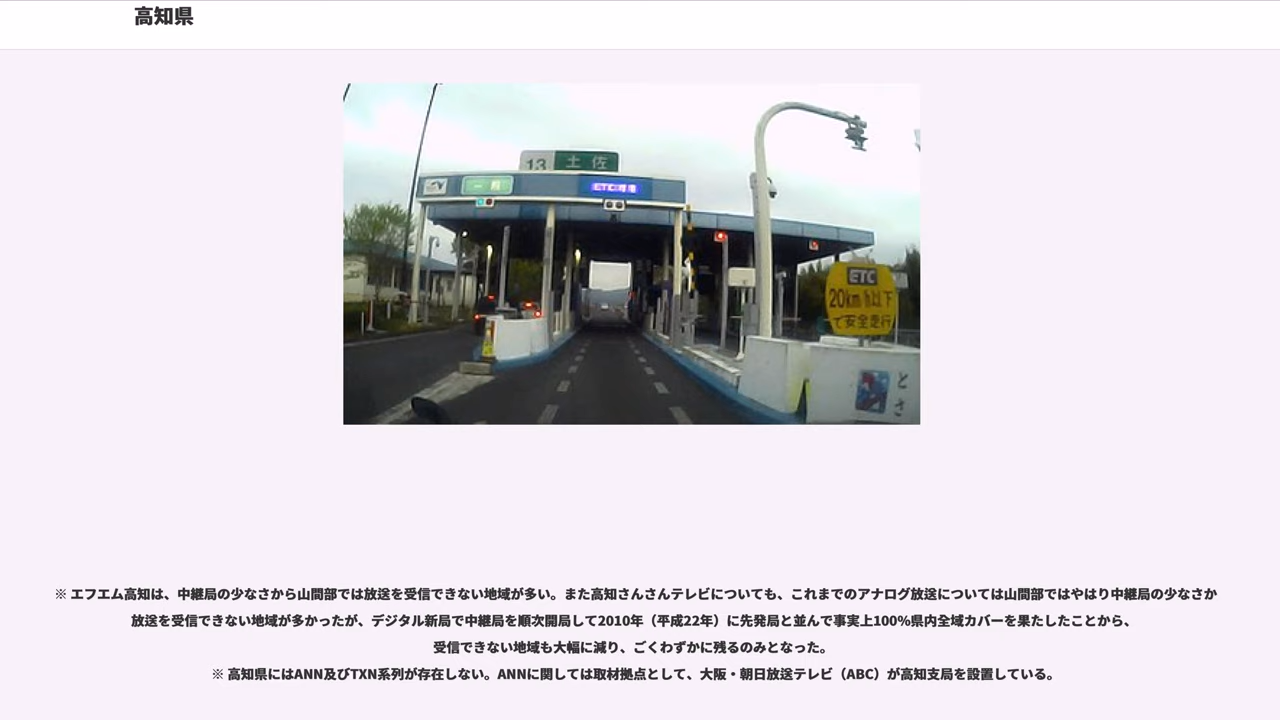 高知県
13 土佐
一般
ETC専用
ETC
20km/h以下
で安全走行
とさ
※ エフエム高知は、中継局の少なさから山間部では放送を受信できない地域が多い。また高知さんさんテレビについても、これまでのアナログ放送については山間部ではやはり中継局の少なさか
放送を受信できない地域が多かったが、デジタル新局で中継局を順次開局して2010年（平成22年）に先発局と並んで事実上100%県内全域カバーを果たしたことから、
受信できない地域も大幅に減り、ごくわずかに残るのみとなった。
※ 高知県にはANN及びTXN系列が存在しない。ANNに関しては取材拠点として、大阪・朝日放送テレビ（ABC）が高知支局を設置している。